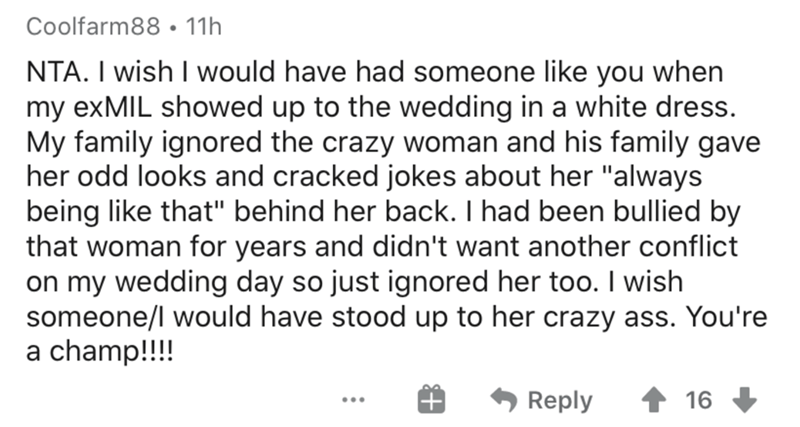 Coolfarm88 • 11h
NTA. I wish I would have had someone like you when
my exMIL showed up to the wedding in a white dress.
My family ignored the crazy woman and his family gave
her odd looks and cracked jokes about her "always
being like that" behind her back. I had been bullied by
that woman for years and didn't want another conflict
on my wedding day so just ignored her too. I wish
someone/I would have stood up to her crazy ass. You're
a champ!!!!
... Reply 16